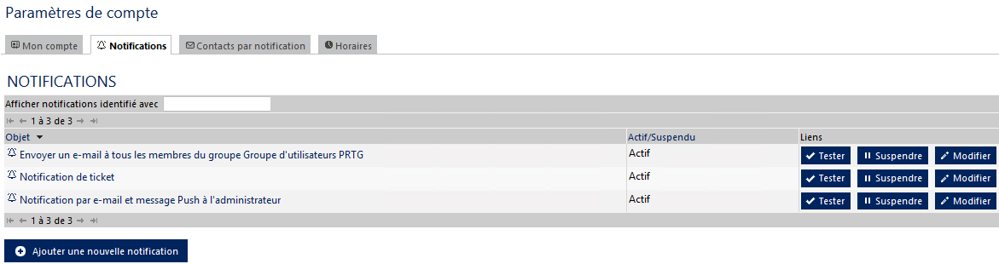 Paramètres de compte
Mon compte Notifications Contacts par notification Horaires
NOTIFICATIONS
Afficher notifications identifié avec
1 à 3 de 3
Objet Actif/Suspendu Liens
Envoyer un e-mail à tous les membres du groupe Groupe d'utilisateurs PRTG Actif Tester Suspendre Modifier
Notification de ticket Actif Tester Suspendre Modifier
Notification par e-mail et message Push à l'administrateur Actif Tester Suspendre Modifier
1 à 3 de 3
Ajouter une nouvelle notification